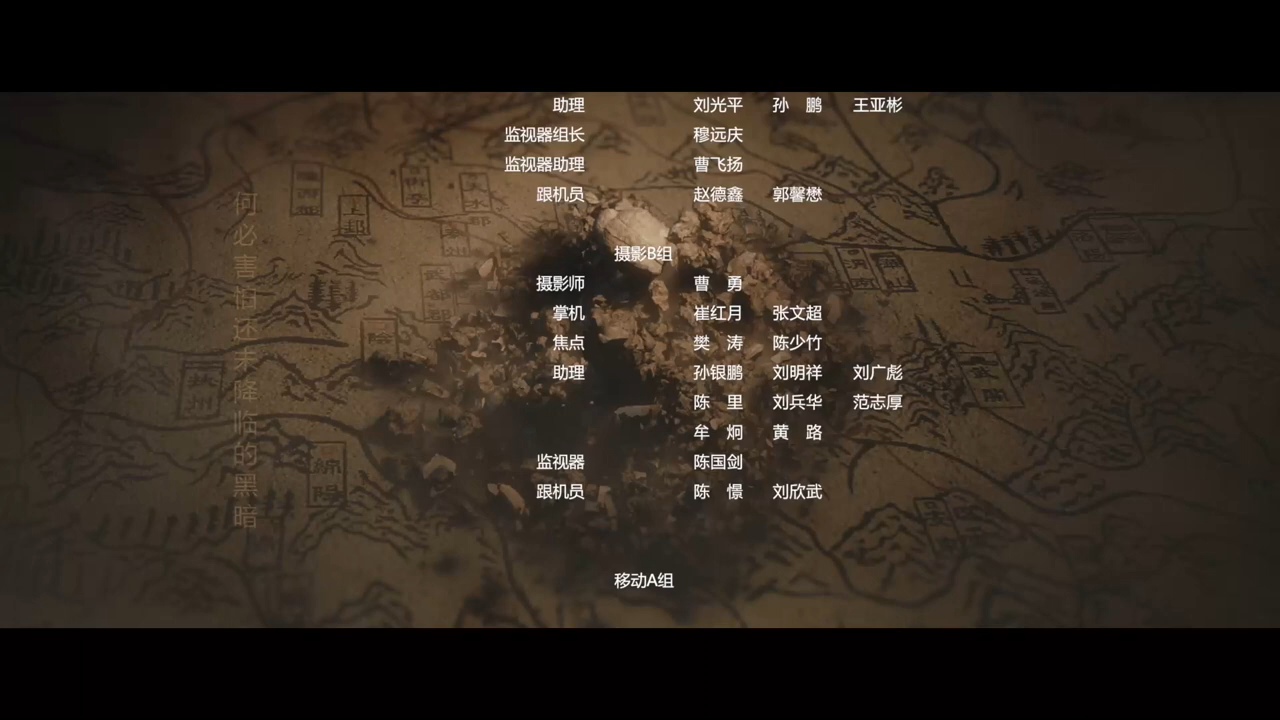 助理 刘光平 孙 鹏 王亚彬
监视器组长 穆远庆
监视器助理 曹飞扬
跟机员 赵德鑫 郭馨懋
摄影B组
摄影师 曹 勇
掌机 崔红月 张文超
焦点 樊 涛 陈少竹
助理 孙银鹏 刘明祥 刘广彪
陈 里 刘兵华 范志厚
牟 炯 黄 路
监视器 陈国剑
跟机员 陈 憬 刘欣武
移动A组
何必害怕还未降临的黑暗
上邽
綿陽